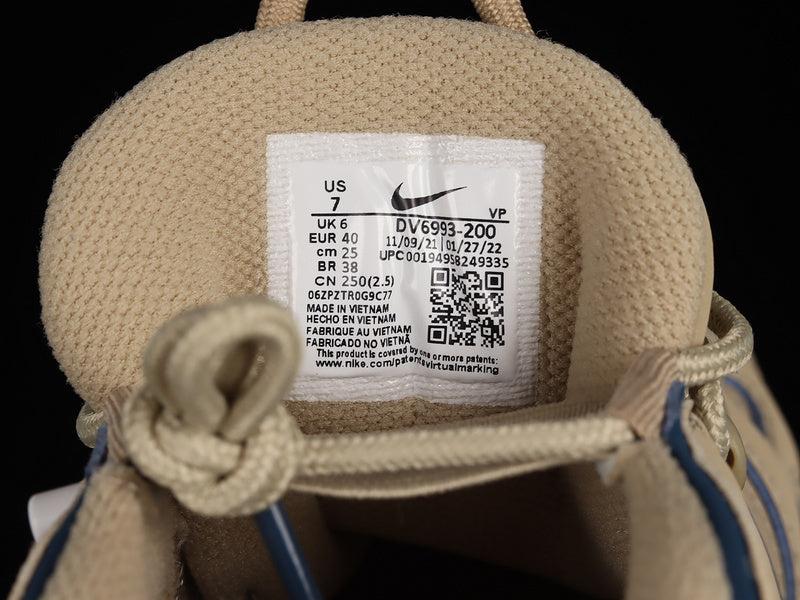 US
7
VP
UK 6
DV6993-200
EUR 40
11/09/21 | 01/27/22
cm 25
UPC 00194958249335
BR 38
CN 250(2.5)
06ZPZTR0G9C77
MADE IN VIETNAM
HECHO EN VIETNAM
FABRIQUE AU VIETNAM
FABRICADO NO VIETNÃ
This product is covered by one or more patents:
www.nike.com/patentsvirtualmarking